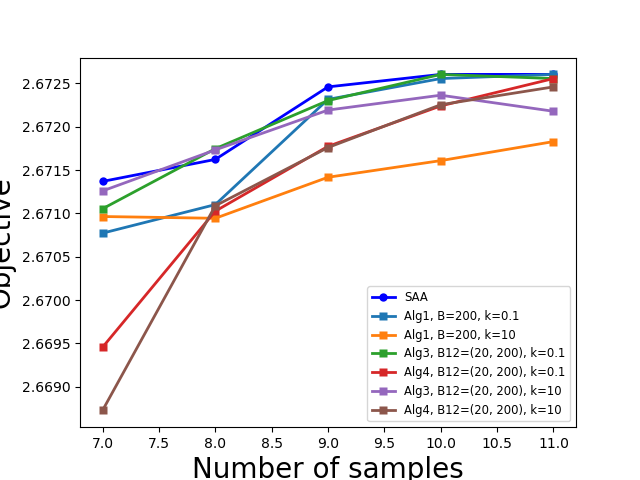 2.6725
2.6720
2.6715
2.6710
2.6705
2.6700
2.6695
2.6690
Objective
7.0 7.5 8.0 8.5 9.0 9.5 10.0 10.5 11.0
Number of samples
SAA
Alg1, B=200, k=0.1
Alg1, B=200, k=10
Alg3, B12=(20, 200), k=0.1
Alg4, B12=(20, 200), k=0.1
Alg3, B12=(20, 200), k=10
Alg4, B12=(20, 200), k=10